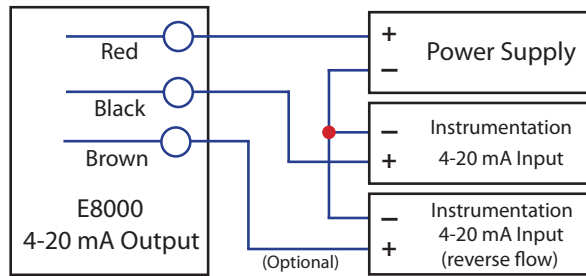 Red
Black
Brown
E8000
4-20 mA Output
(Optional)
+
Power Supply
−
−
Instrumentation
+
4-20 mA Input
−
Instrumentation
4-20 mA Input
+
(reverse flow)